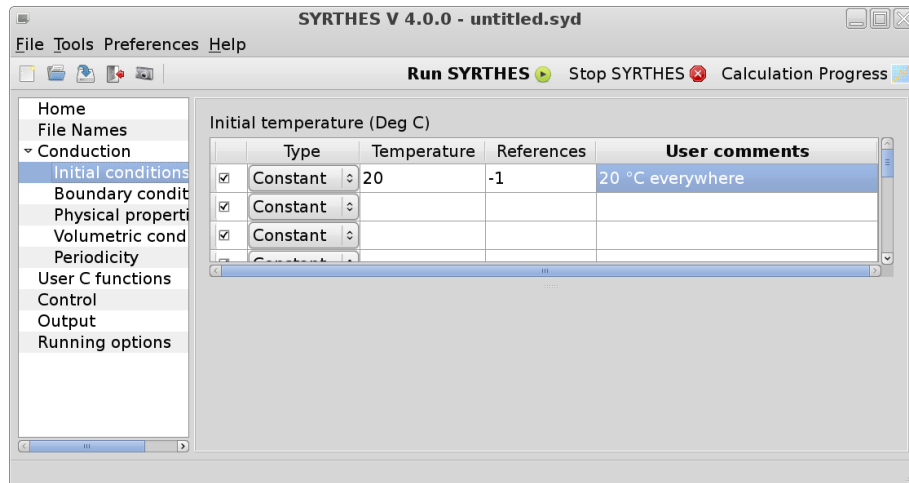 SYRTHES V 4.0.0 - untitled.syd
File Tools Preferences Help
Run SYRTHES Stop SYRTHES Calculation Progress
Home
File Names
Conduction
Initial conditions
Boundary condit
Physical properti
Volumetric cond
Periodicity
User C functions
Control
Output
Running options
Initial temperature (Deg C)
Type Temperature References User comments
Constant 20 -1 20 °C everywhere
Constant
Constant
Constant